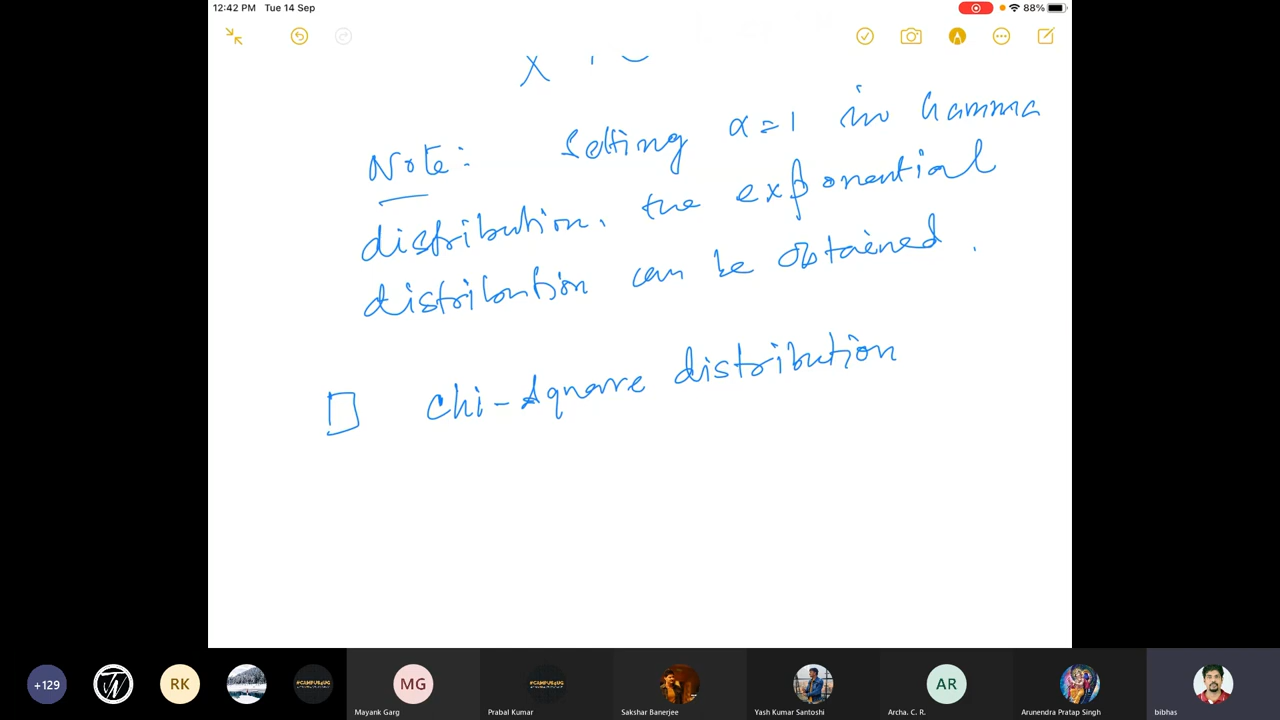 12:42 PM Tue 14 Sep
88%
Note: Setting α=1 in Gamma
distribution, the exponential
distribution can be obtained.
Chi-square distribution
+129
RK
MG
AR
Mayank Garg
Prabal Kumar
Sakshar Banerjee
Yash Kumar Santoshi
Archa. C. R.
Arunendra Pratap Singh
bibhas